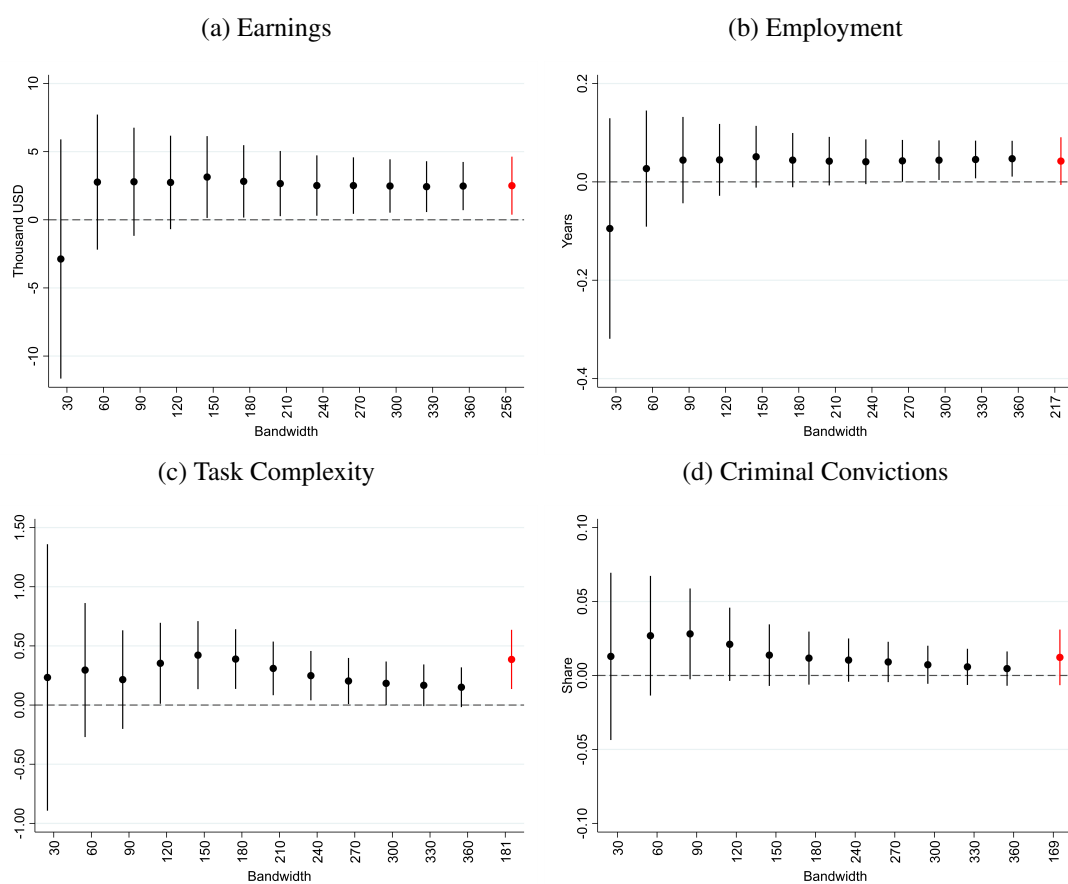 (a) Earnings
Thousand USD
10
5
0
-5
-10
30 60 90 120 150 180 210 240 270 300 330 360 256
Bandwidth
(b) Employment
Years
0.2
0.0
-0.2
-0.4
30 60 90 120 150 180 210 240 270 300 330 360 217
Bandwidth
(c) Task Complexity
1.50
1.00
0.50
0.00
-0.50
-1.00
30 60 90 120 150 180 210 240 270 300 330 360 181
Bandwidth
(d) Criminal Convictions
Share
0.10
0.05
0.00
-0.05
-0.10
30 60 90 120 150 180 210 240 270 300 330 360 169
Bandwidth